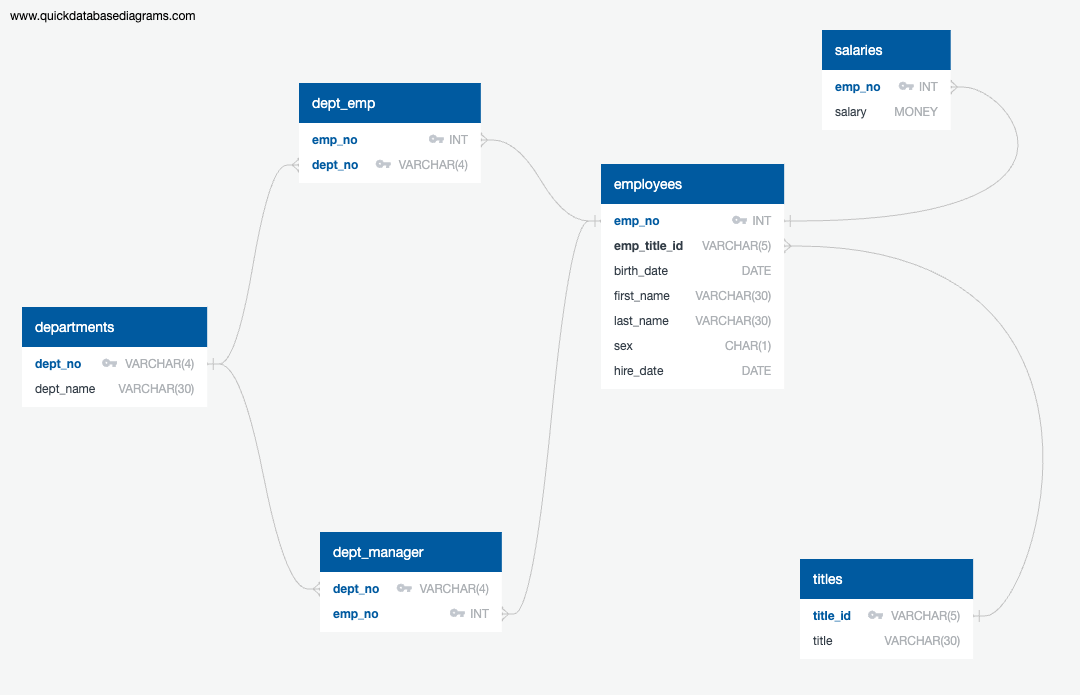 www.quickdatabasediagrams.com
salaries
emp_no INT
salary MONEY
dept_emp
emp_no INT
dept_no VARCHAR(4)
employees
emp_no INT
emp_title_id VARCHAR(5)
birth_date DATE
first_name VARCHAR(30)
last_name VARCHAR(30)
sex CHAR(1)
hire_date DATE
departments
dept_no VARCHAR(4)
dept_name VARCHAR(30)
dept_manager
dept_no VARCHAR(4)
emp_no INT
titles
title_id VARCHAR(5)
title VARCHAR(30)